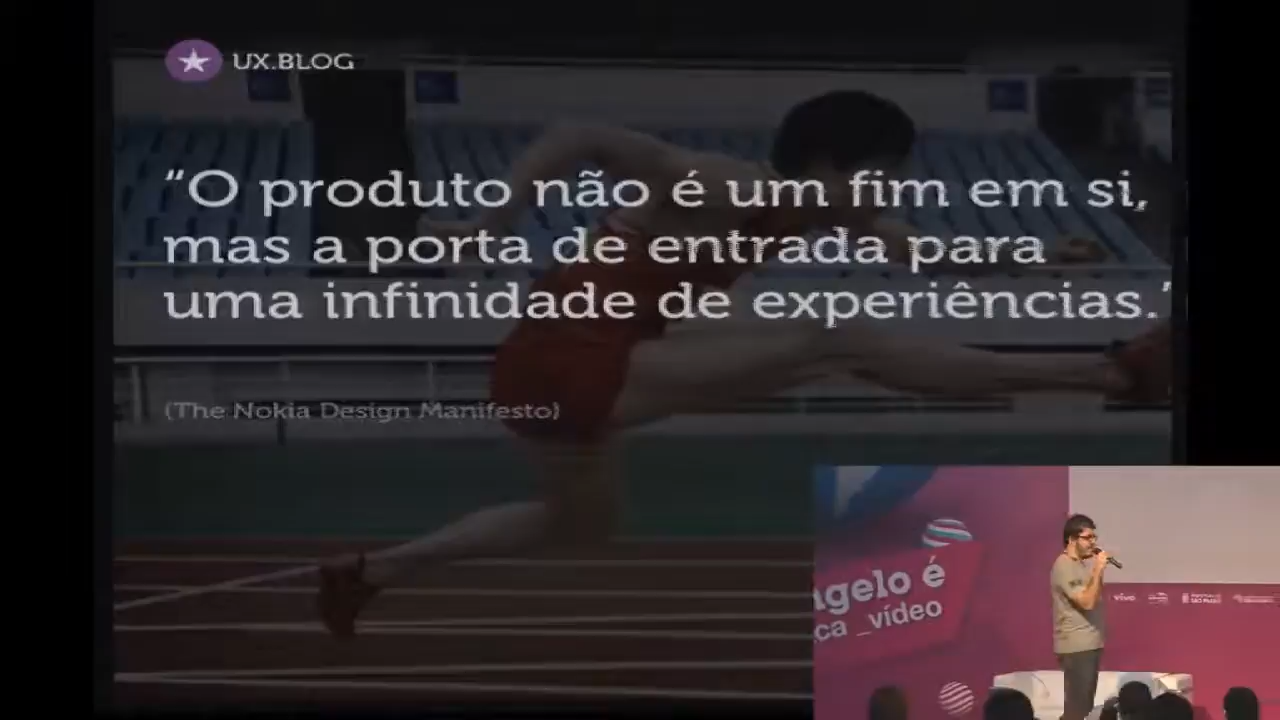 UX.BLOG
“O produto não é um fim em si,
mas a porta de entrada para
uma infinidade de experiências.”
(The Nokia Design Manifesto)
gelo é
ca _vídeo
vivo